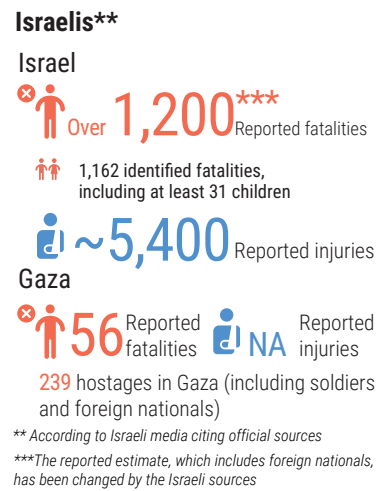 Israelis**
Israel
Over 1,200*** Reported fatalities
1,162 identified fatalities,
including at least 31 children
~5,400 Reported injuries
Gaza
56 Reported fatalities NA Reported injuries
239 hostages in Gaza (including soldiers
and foreign nationals)
** According to Israeli media citing official sources
***The reported estimate, which includes foreign nationals,
has been changed by the Israeli sources